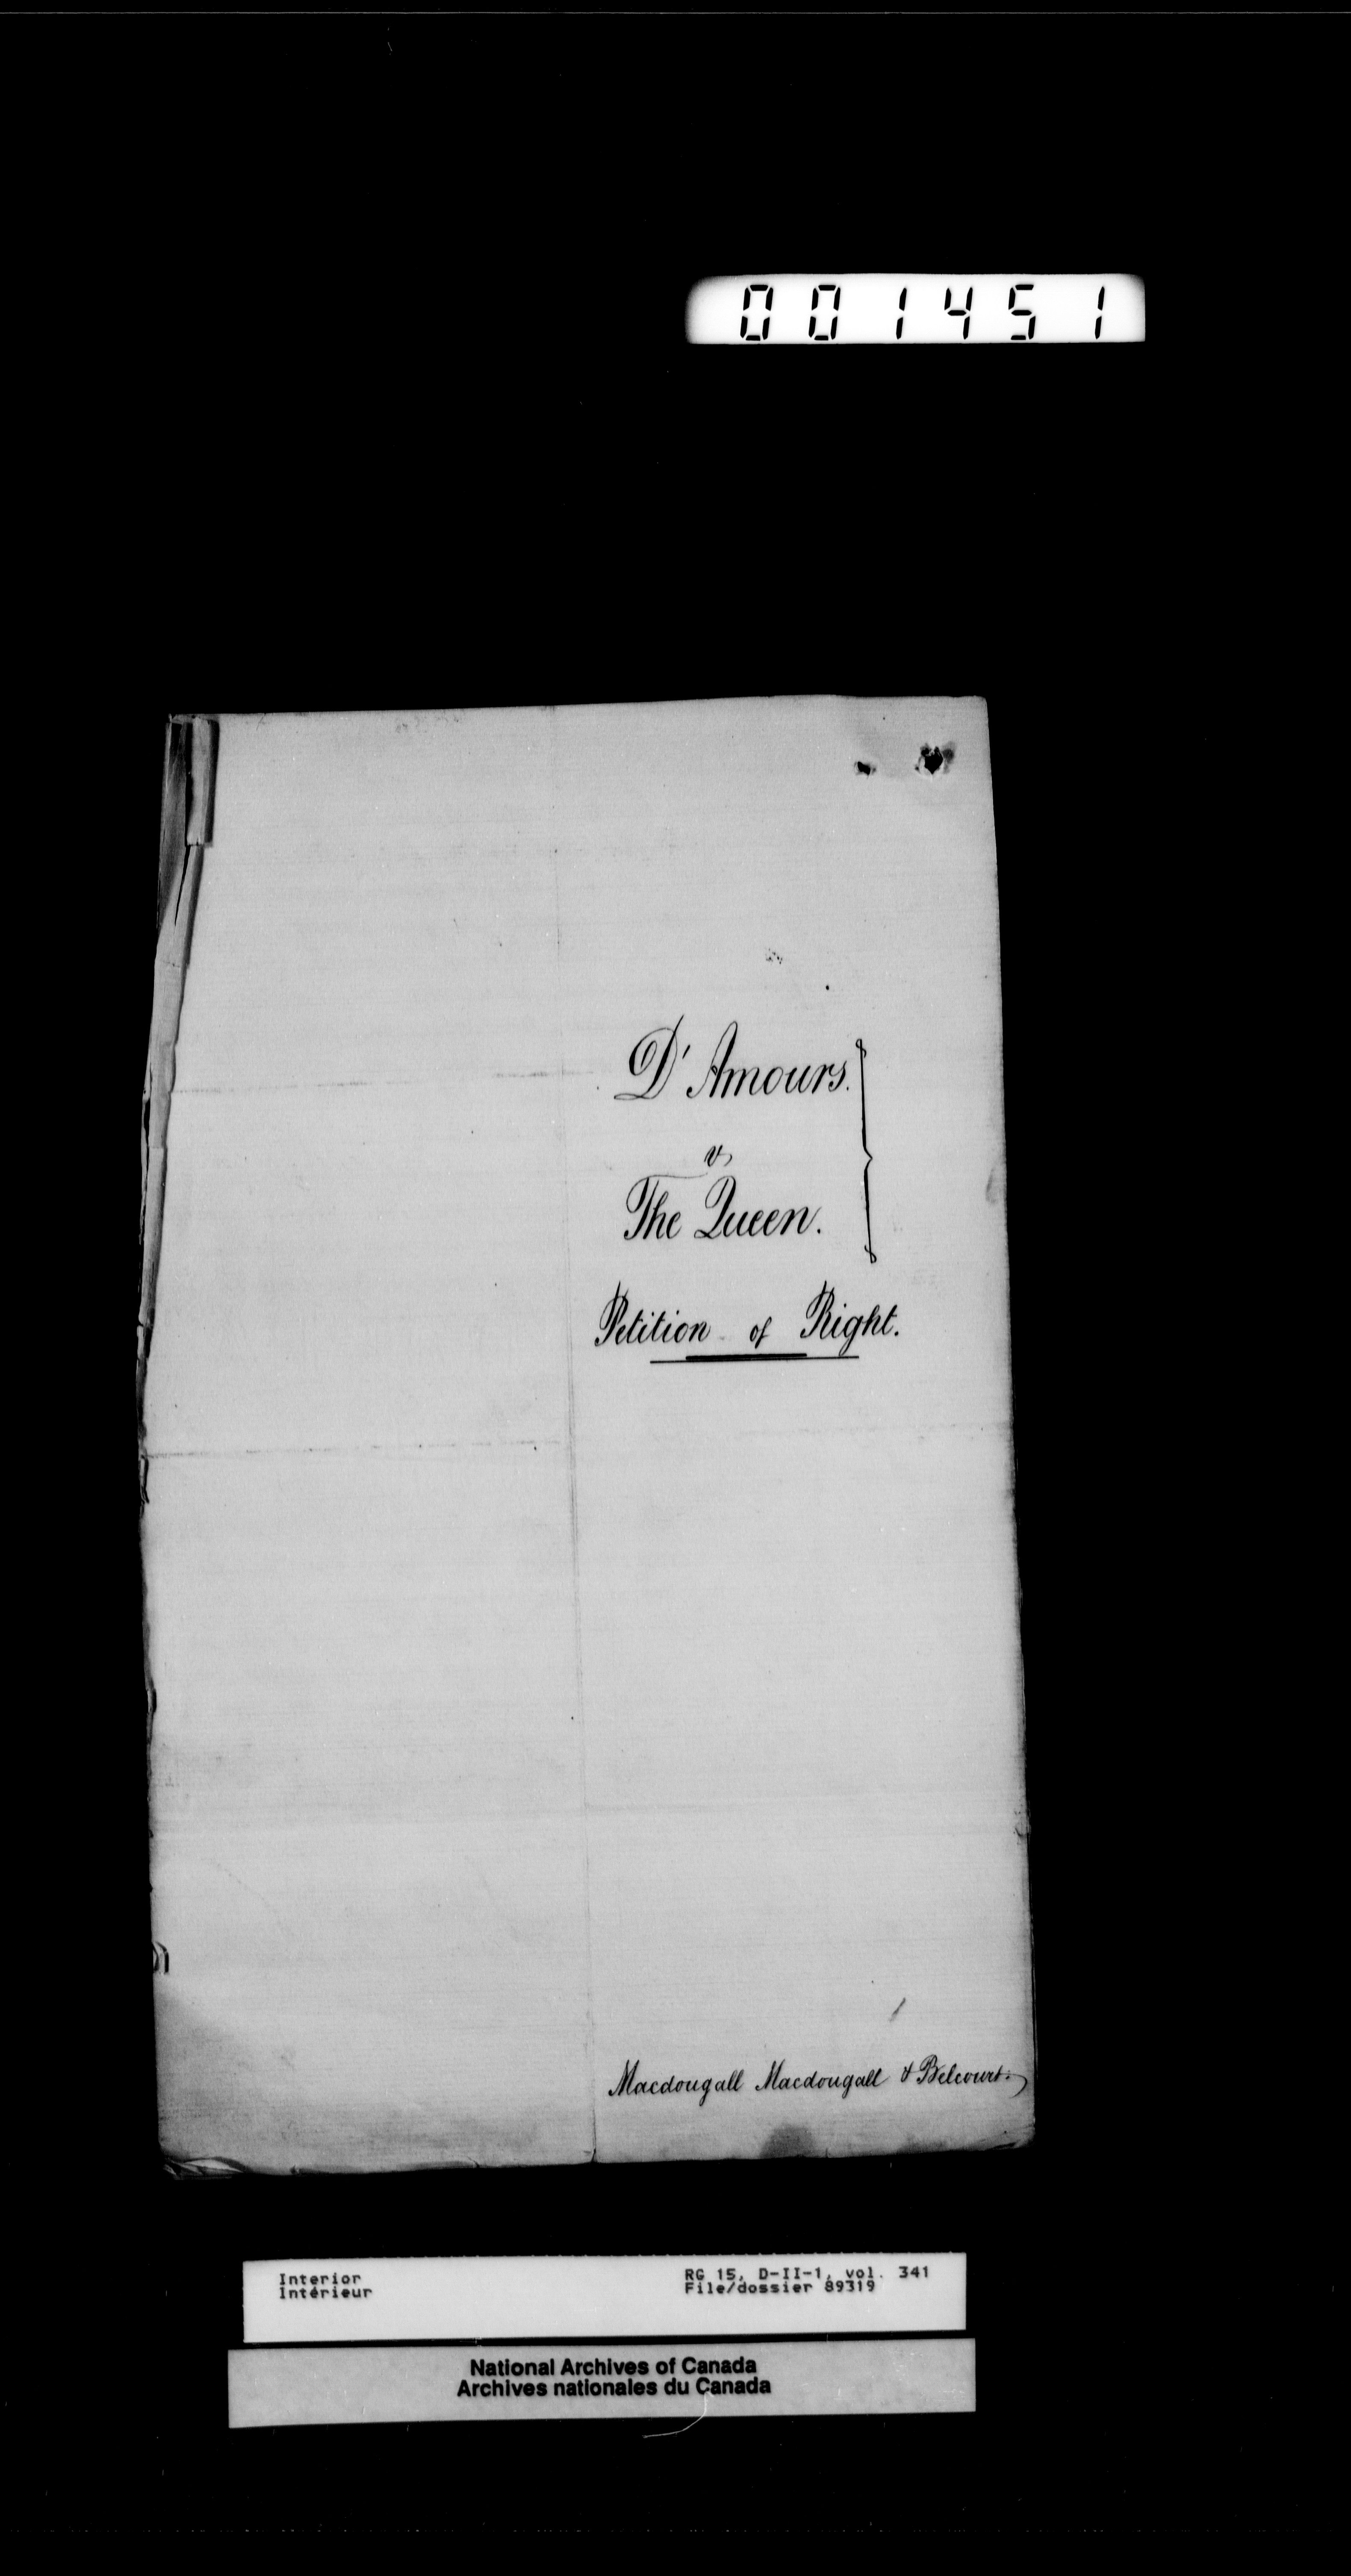 001451
D'Amours.
vs
The Queen.
Petition of Right.
Macdougall Macdougall & Belcourt.
Interior
Intérieur
RG 15, D-II-1, vol. 341
File/dossier 89319
National Archives of Canada
Archives nationales du Canada